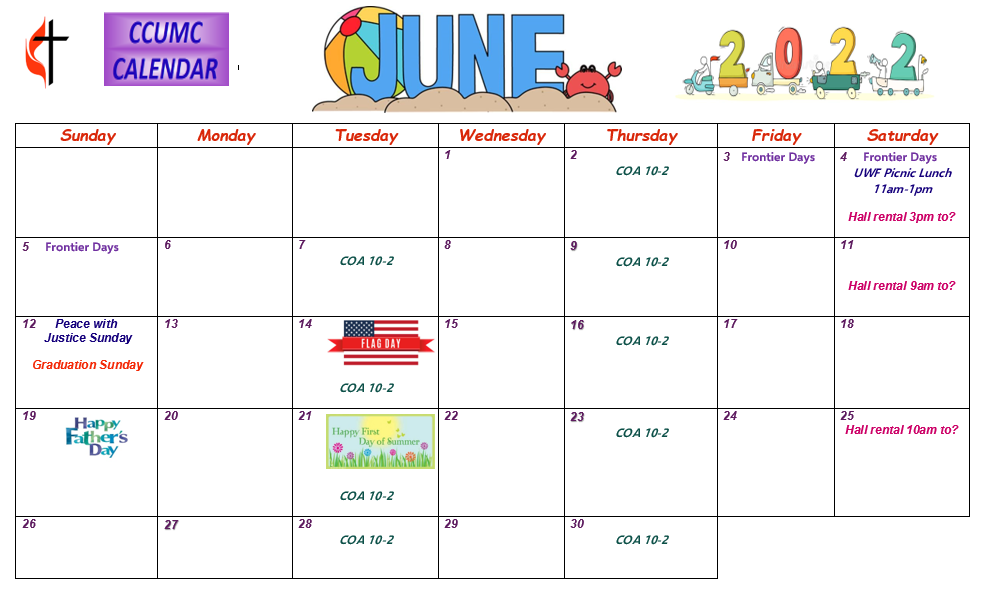 CCUMC
CALENDAR
JUNE
2022
Sunday Monday Tuesday Wednesday Thursday Friday Saturday
1
2
COA 10-2
3 Frontier Days
4 Frontier Days
UWF Picnic Lunch
11am-1pm
Hall rental 3pm to?
5 Frontier Days
6
7
COA 10-2
8
9
COA 10-2
10
11
Hall rental 9am to?
12 Peace with
Justice Sunday
Graduation Sunday
13
14
FLAG DAY
COA 10-2
15
16
COA 10-2
17
18
19
Happy
Father's
Day
20
21
Happy First
Day of Summer
COA 10-2
22
23
COA 10-2
24
25
Hall rental 10am to?
26
27
28
COA 10-2
29
30
COA 10-2